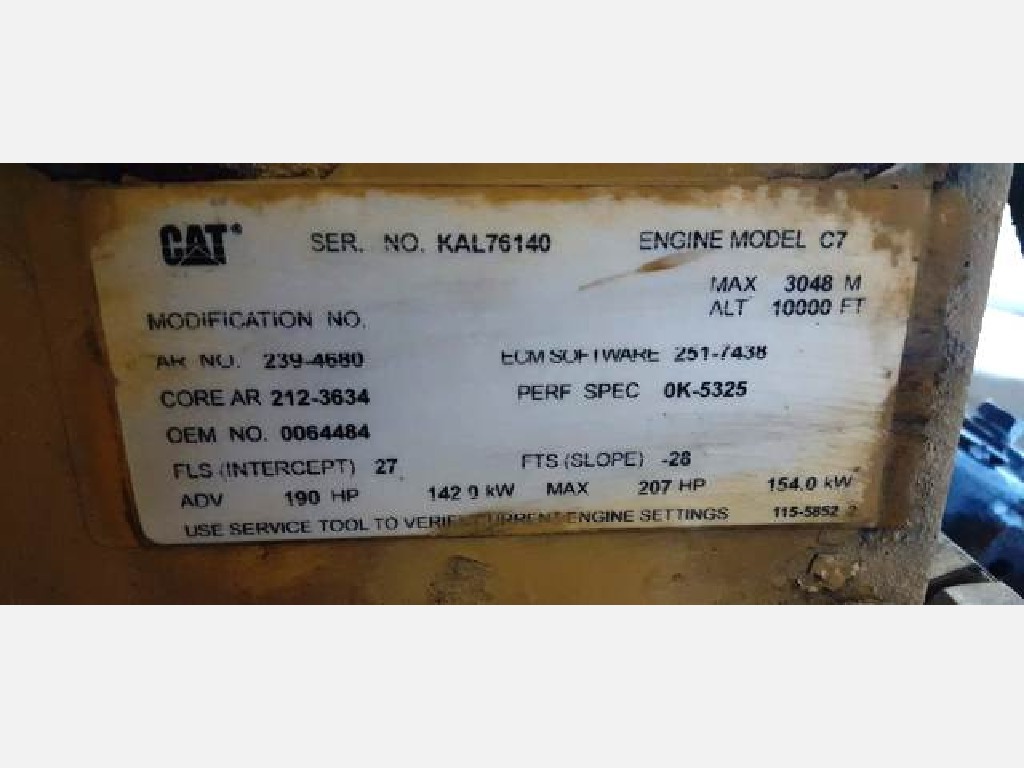 CAT® SER. NO. KAL76140 ENGINE MODEL C7
MAX 3048 M
ALT 10000 FT
MODIFICATION NO.
AR NO. 239-4680 ECM SOFTWARE 251-7438
CORE AR 212-3634 PERF SPEC 0K-5325
OEM NO. 0064484
FLS (INTERCEPT) 27 FTS (SLOPE) -28
ADV 190 HP 142.0 kW MAX 207 HP 154.0 kW
USE SERVICE TOOL TO VERIFY CURRENT ENGINE SETTINGS 115-5852 2